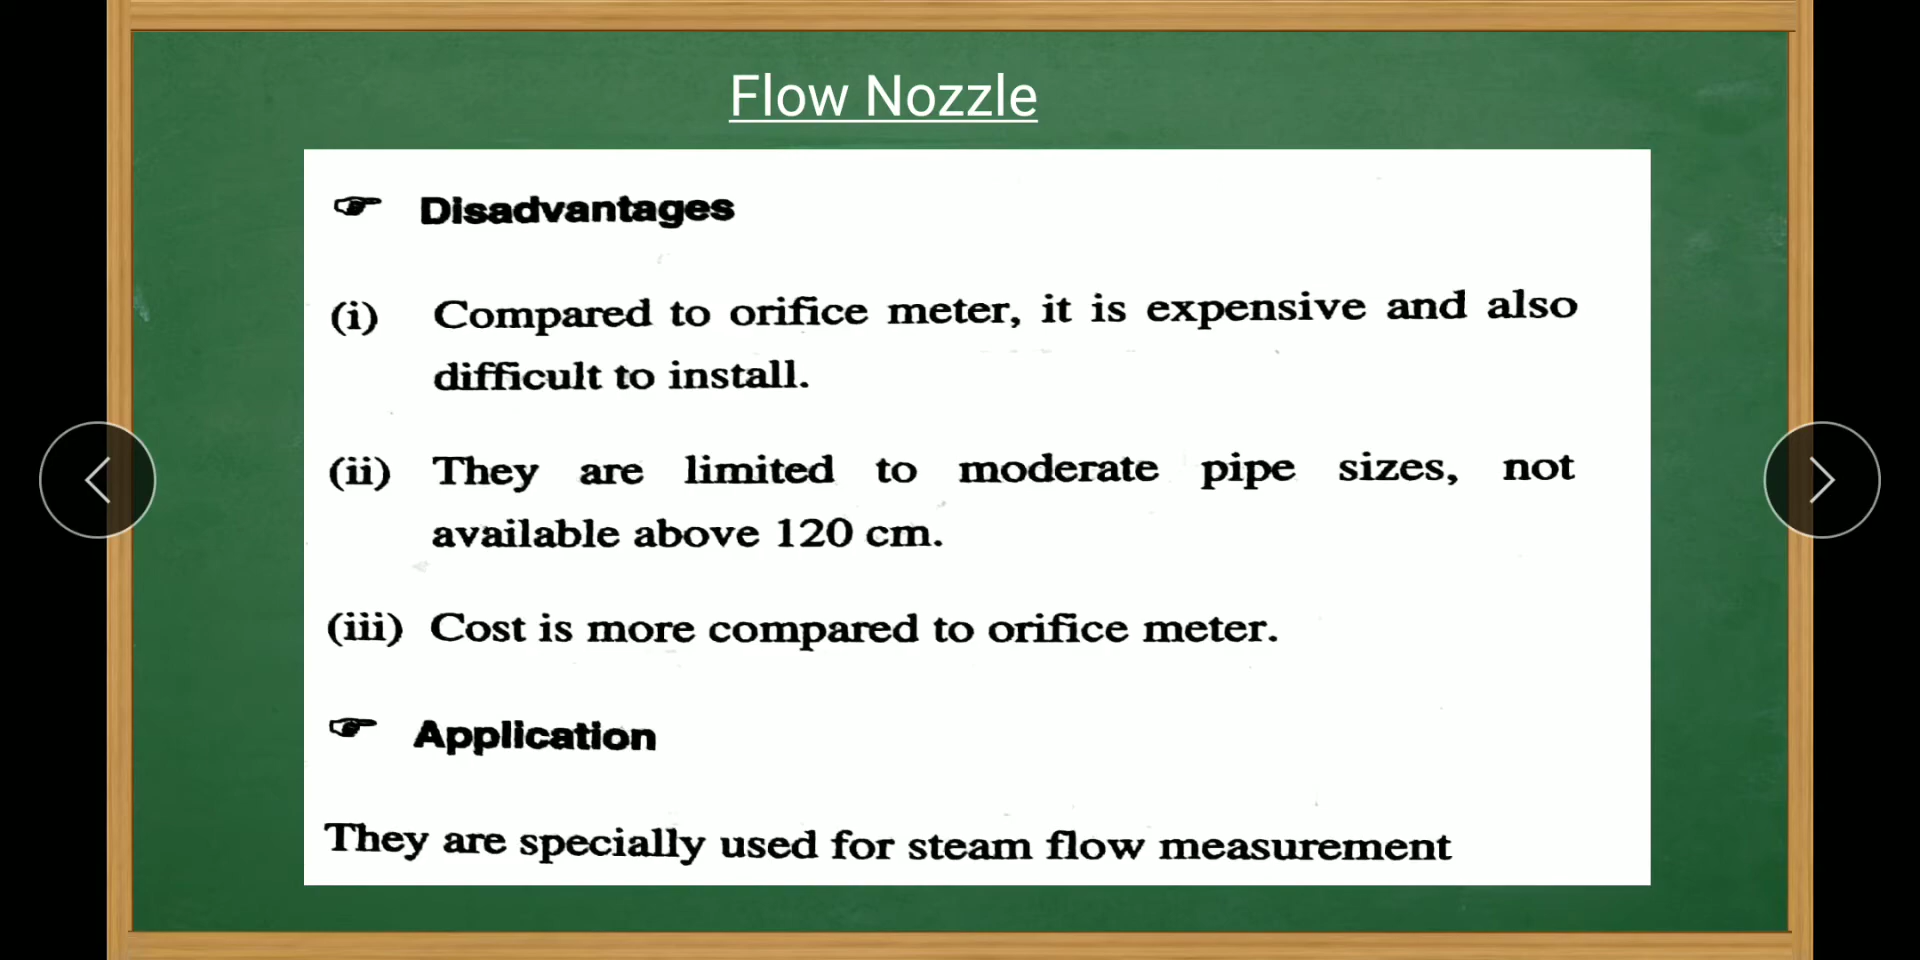 Flow Nozzle
☞ Disadvantages
(i) Compared to orifice meter, it is expensive and also
difficult to install.
(ii) They are limited to moderate pipe sizes, not
available above 120 cm.
(iii) Cost is more compared to orifice meter.
☞ Application
They are specially used for steam flow measurement